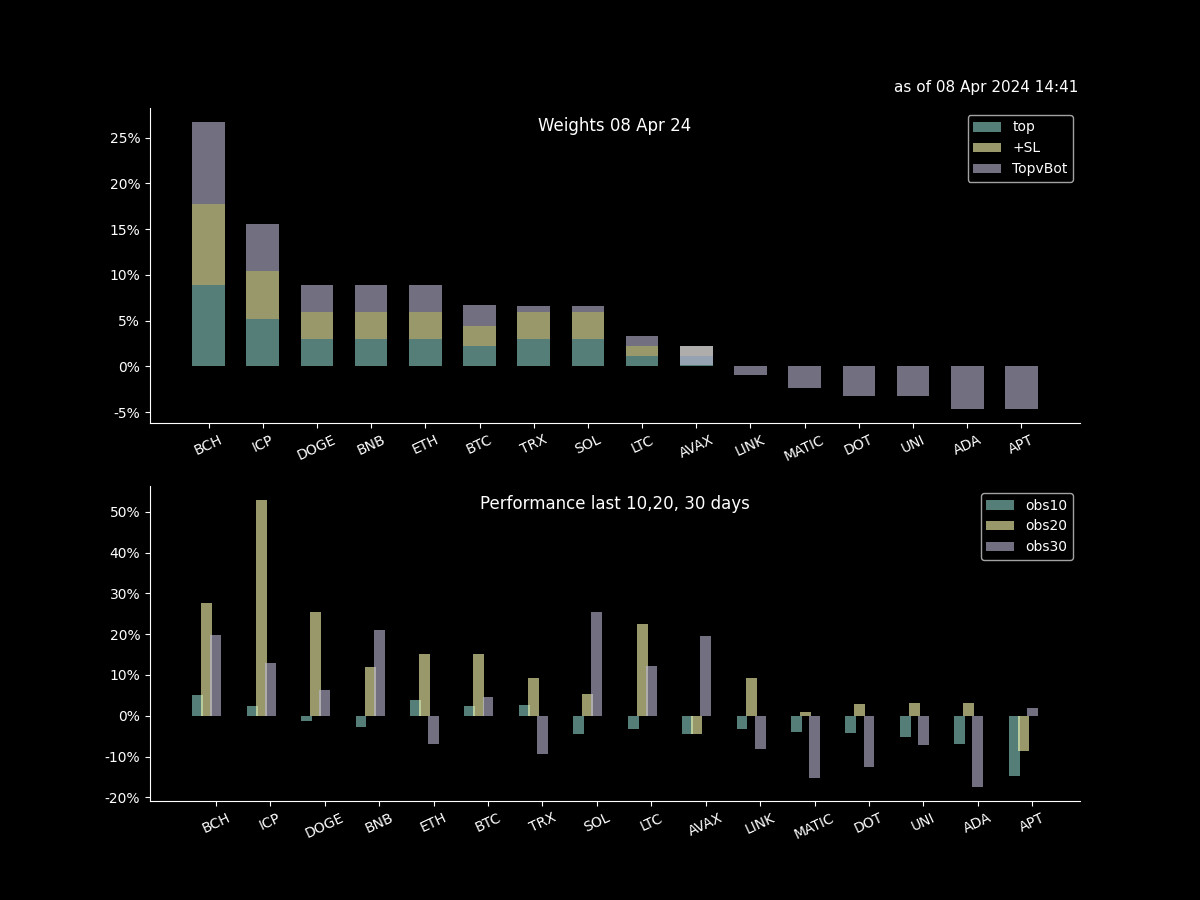 as of 08 Apr 2024 14:41
Weights 08 Apr 24
top
+SL
TopvBot
25%
20%
15%
10%
5%
0%
-5%
BCH ICP DOGE BNB ETH BTC TRX SOL LTC AVAX LINK MATIC DOT UNI ADA APT
Performance last 10,20, 30 days
obs10
obs20
obs30
50%
40%
30%
20%
10%
0%
-10%
-20%
BCH ICP DOGE BNB ETH BTC TRX SOL LTC AVAX LINK MATIC DOT UNI ADA APT